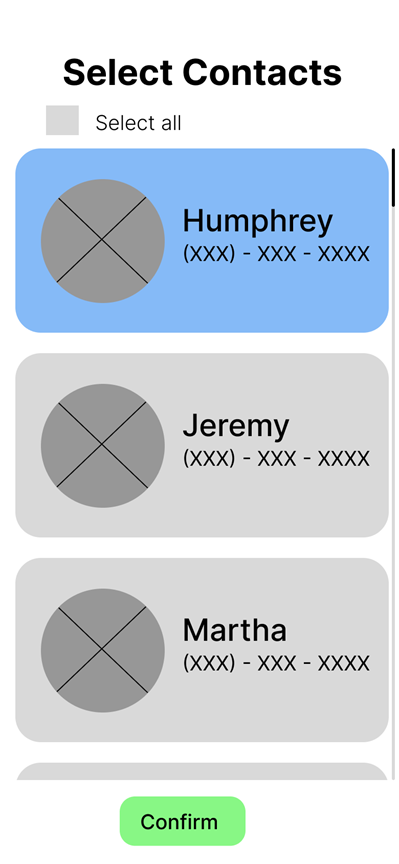 Select Contacts
Select all
Humphrey
(XXX) - XXX - XXXX
Jeremy
(XXX) - XXX - XXXX
Martha
(XXX) - XXX - XXXX
Confirm